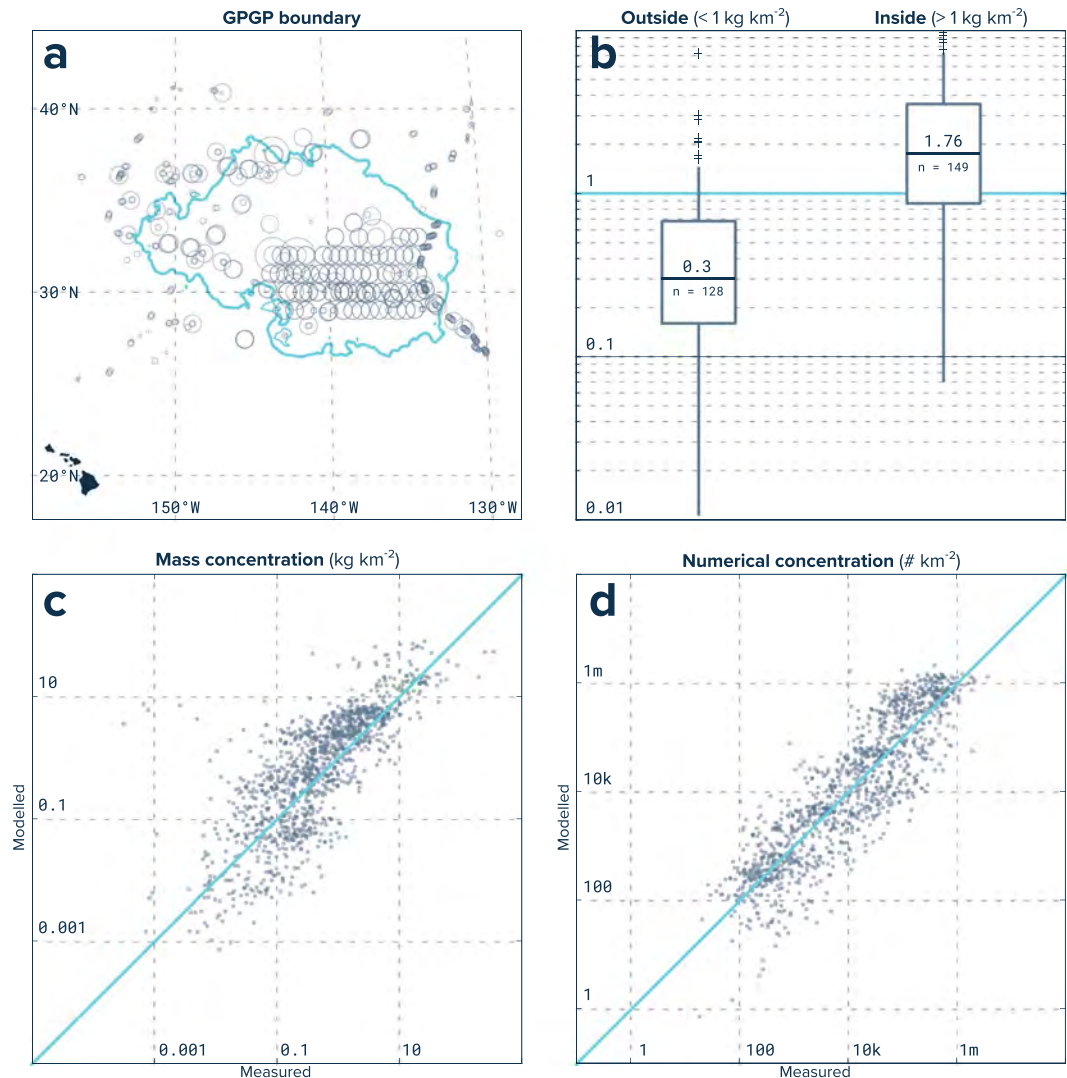 GPGP boundary
a
40°N
30°N
20°N
150°W
140°W
130°W
Outside (< 1 kg km⁻²)
Inside (> 1 kg km⁻²)
b
1.76
n = 149
1
0.3
n = 128
0.1
0.01
Mass concentration (kg km⁻²)
c
10
0.1
0.001
Modelled
0.001
0.1
10
Measured
Numerical concentration (# km⁻²)
d
1m
10k
100
1
Modelled
1
100
10k
1m
Measured